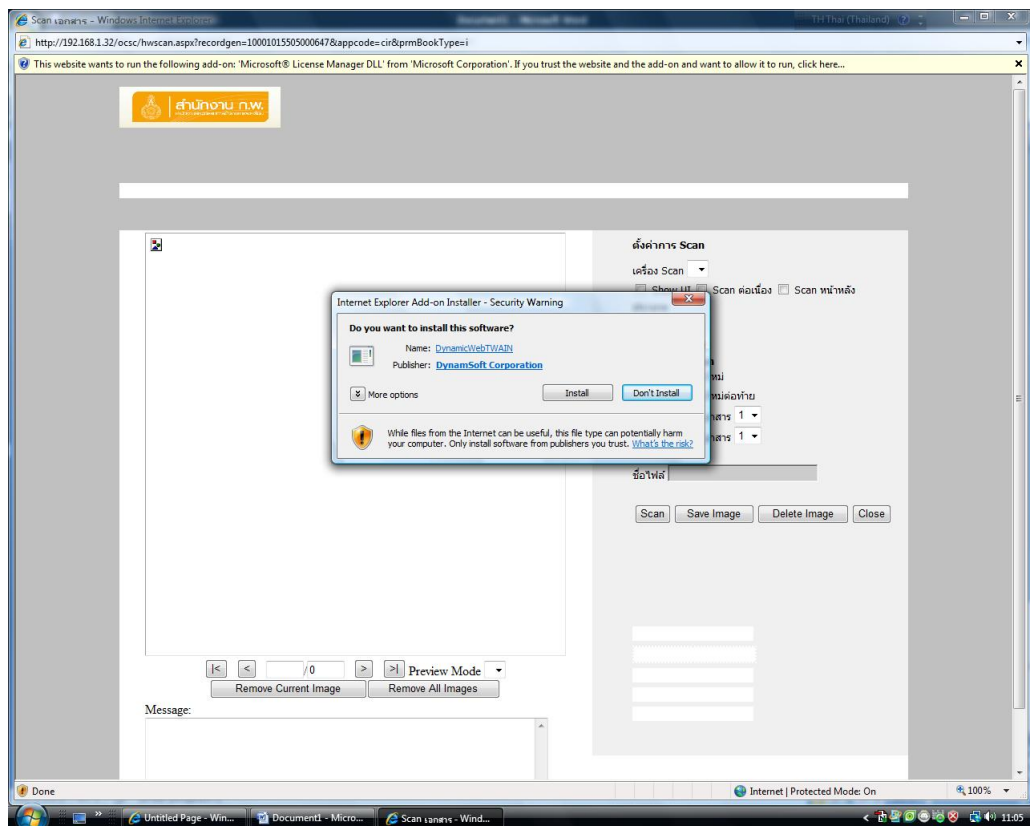 Scan เอกสาร - Windows Internet Explorer
Document1 - Microsoft Word
TH Thai (Thailand)
http://192.168.1.32/ocsc/hwscan.aspx?recordgen=10001015505000647&appcode=cir&prmBookType=i
This website wants to run the following add-on: 'Microsoft® License Manager DLL' from 'Microsoft Corporation'. If you trust the website and the add-on and want to allow it to run, click here...
สำนักงาน ก.พ.
ตั้งค่าการ Scan
เครื่อง Scan
Show UI Scan ต่อเนื่อง Scan หน้าหลัง
Internet Explorer Add-on Installer - Security Warning
Do you want to install this software?
Name: DynamicWebTWAIN
Publisher: DynamSoft Corporation
More options
Install
Don't Install
While files from the Internet can be useful, this file type can potentially harm
your computer. Only install software from publishers you trust. What's the risk?
1
1
ชื่อไฟล์
Scan Save Image Delete Image Close
|< < /0 > >| Preview Mode
Remove Current Image Remove All Images
Message:
Done
Internet | Protected Mode: On
100%
Untitled Page - Win...
Document1 - Micro...
Scan เอกสาร - Wind...
11:05